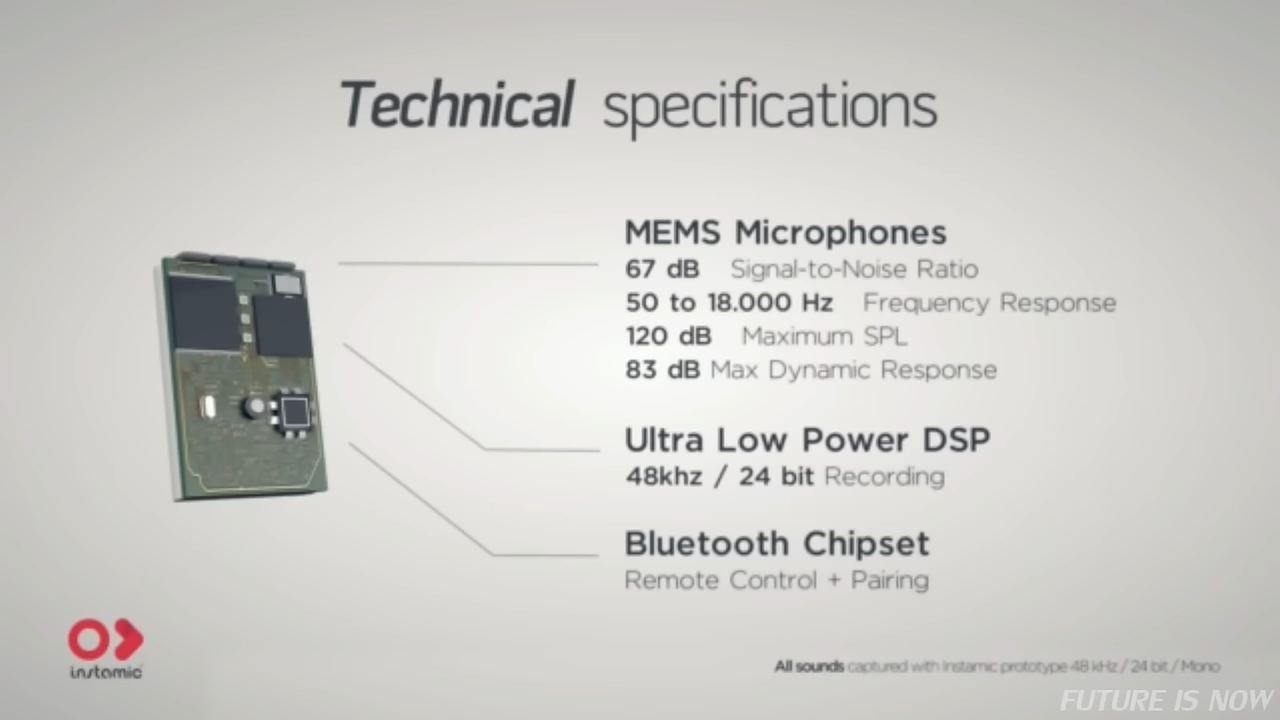 Technical specifications
MEMS Microphones
67 dB Signal-to-Noise Ratio
50 to 18.000 Hz Frequency Response
120 dB Maximum SPL
83 dB Max Dynamic Response
Ultra Low Power DSP
48khz / 24 bit Recording
Bluetooth Chipset
Remote Control + Pairing
instamic
All sounds captured with Instamic prototype 48 kHz / 24 bit / Mono
FUTURE IS NOW